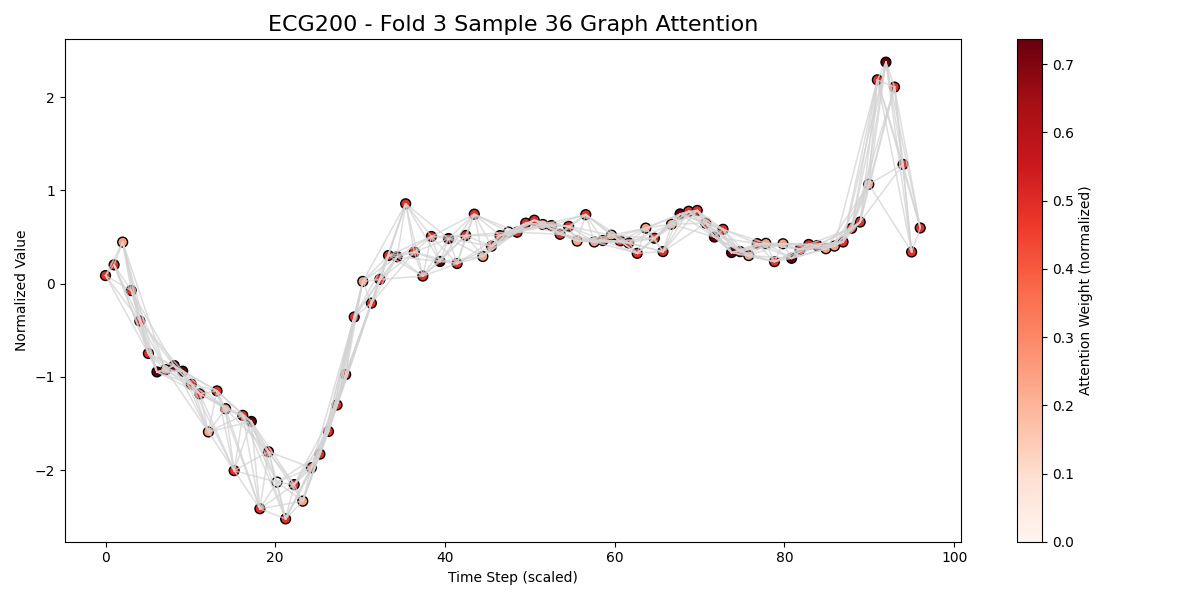 ECG200 - Fold 3 Sample 36 Graph Attention
Normalized Value
2
1
0
−1
−2
0 20 40 60 80 100
Time Step (scaled)
0.7
0.6
0.5
0.4
0.3
0.2
0.1
0.0
Attention Weight (normalized)